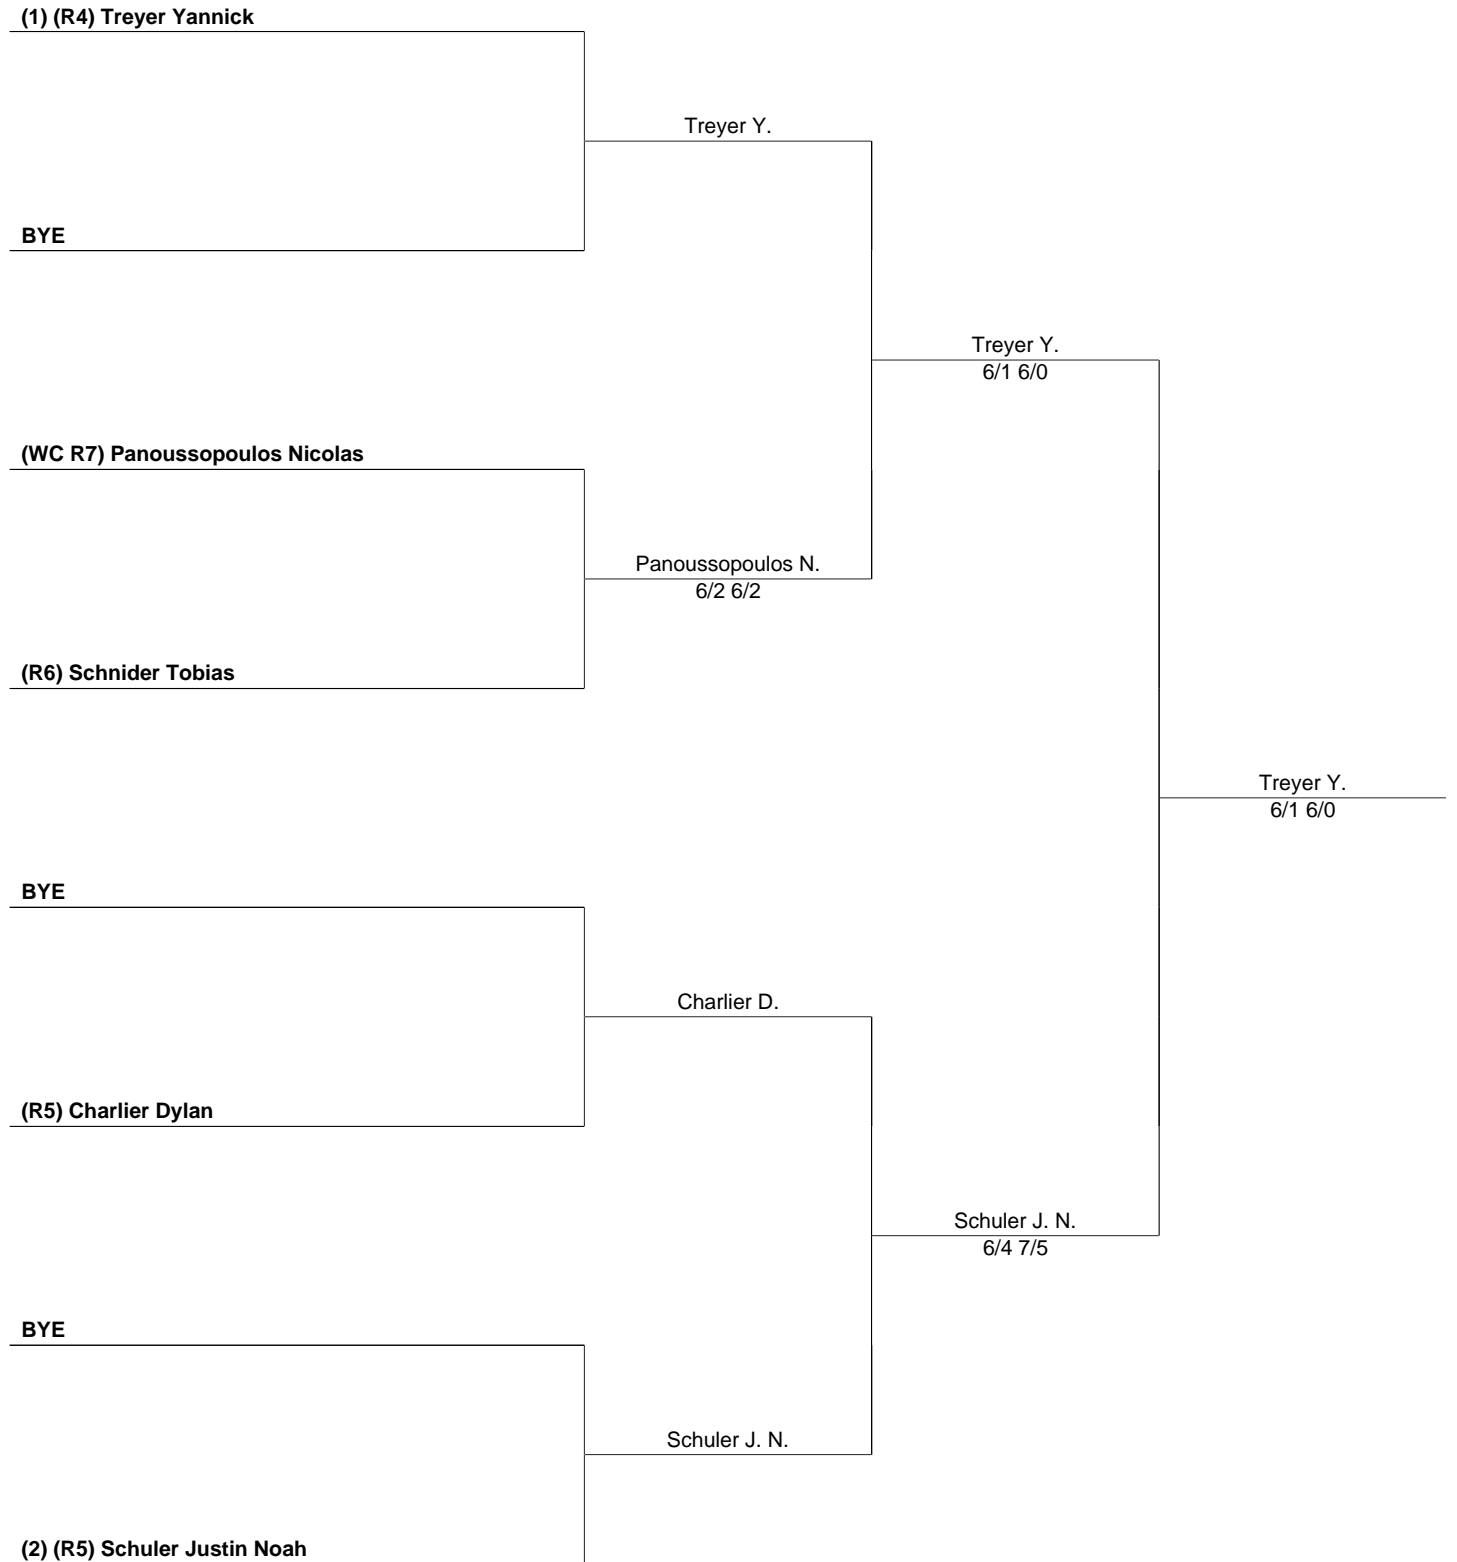 (1) (R4) Treyer Yannick
Treyer Y.
BYE
Treyer Y.
6/1 6/0
(WC R7) Panoussopoulos Nicolas
Panoussopoulos N.
6/2 6/2
(R6) Schnider Tobias
Treyer Y.
6/1 6/0
BYE
Charlier D.
(R5) Charlier Dylan
Schuler J. N.
6/4 7/5
BYE
Schuler J. N.
(2) (R5) Schuler Justin Noah